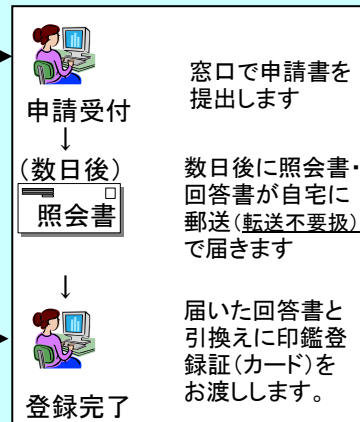 窓口で申請書を
提出します
申請受付
↓
(数日後)
照会書
数日後に照会書・
回答書が自宅に
郵送(転送不要扱)
で届きます
↓
届いた回答書と
引換えに印鑑登
録証(カード)を
お渡しします。
登録完了